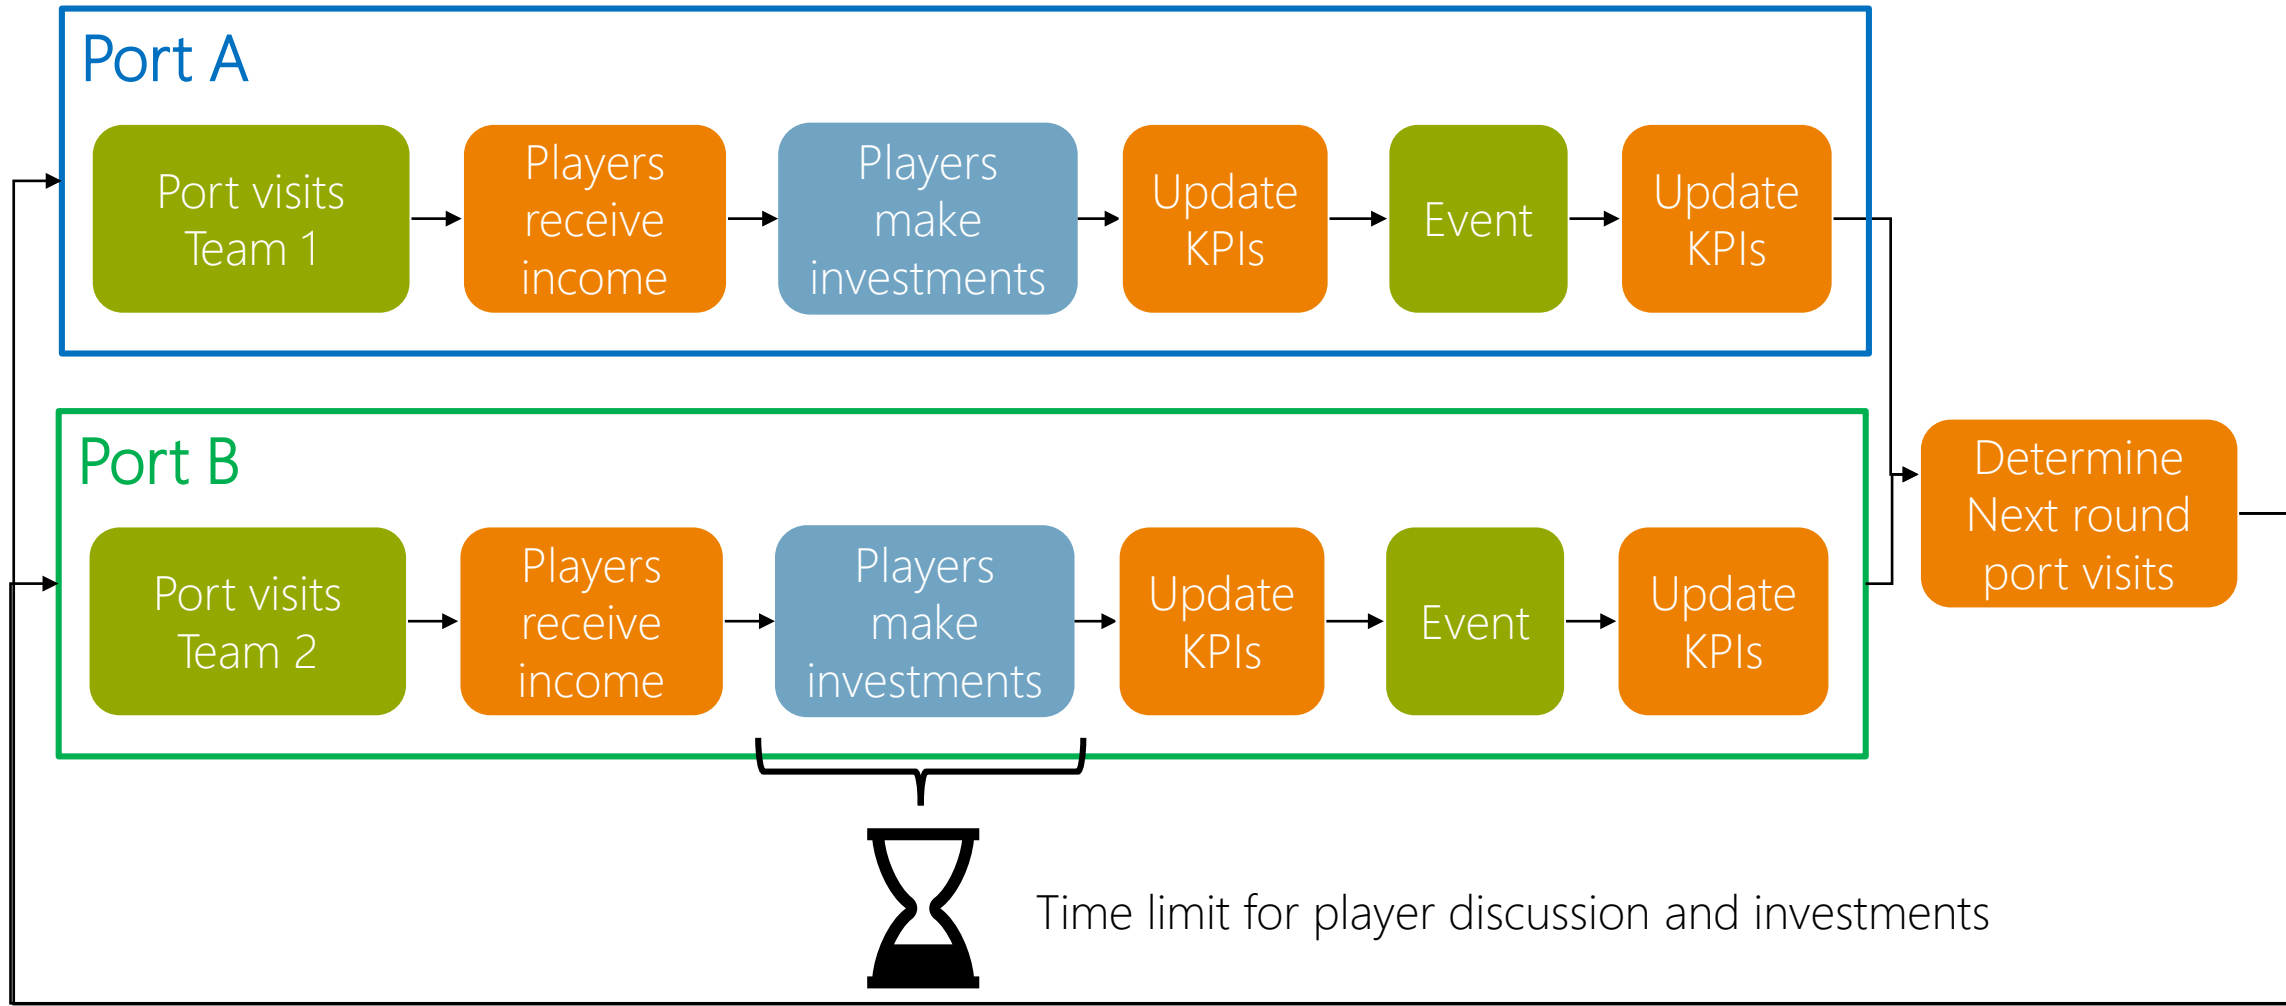 Port A
Port visits
Team 1
Players
receive
income
Players
make
investments
Update
KPIs
Event
Update
KPIs
Port B
Port visits
Team 2
Players
receive
income
Players
make
investments
Update
KPIs
Event
Update
KPIs
Determine
Next round
port visits
Time limit for player discussion and investments